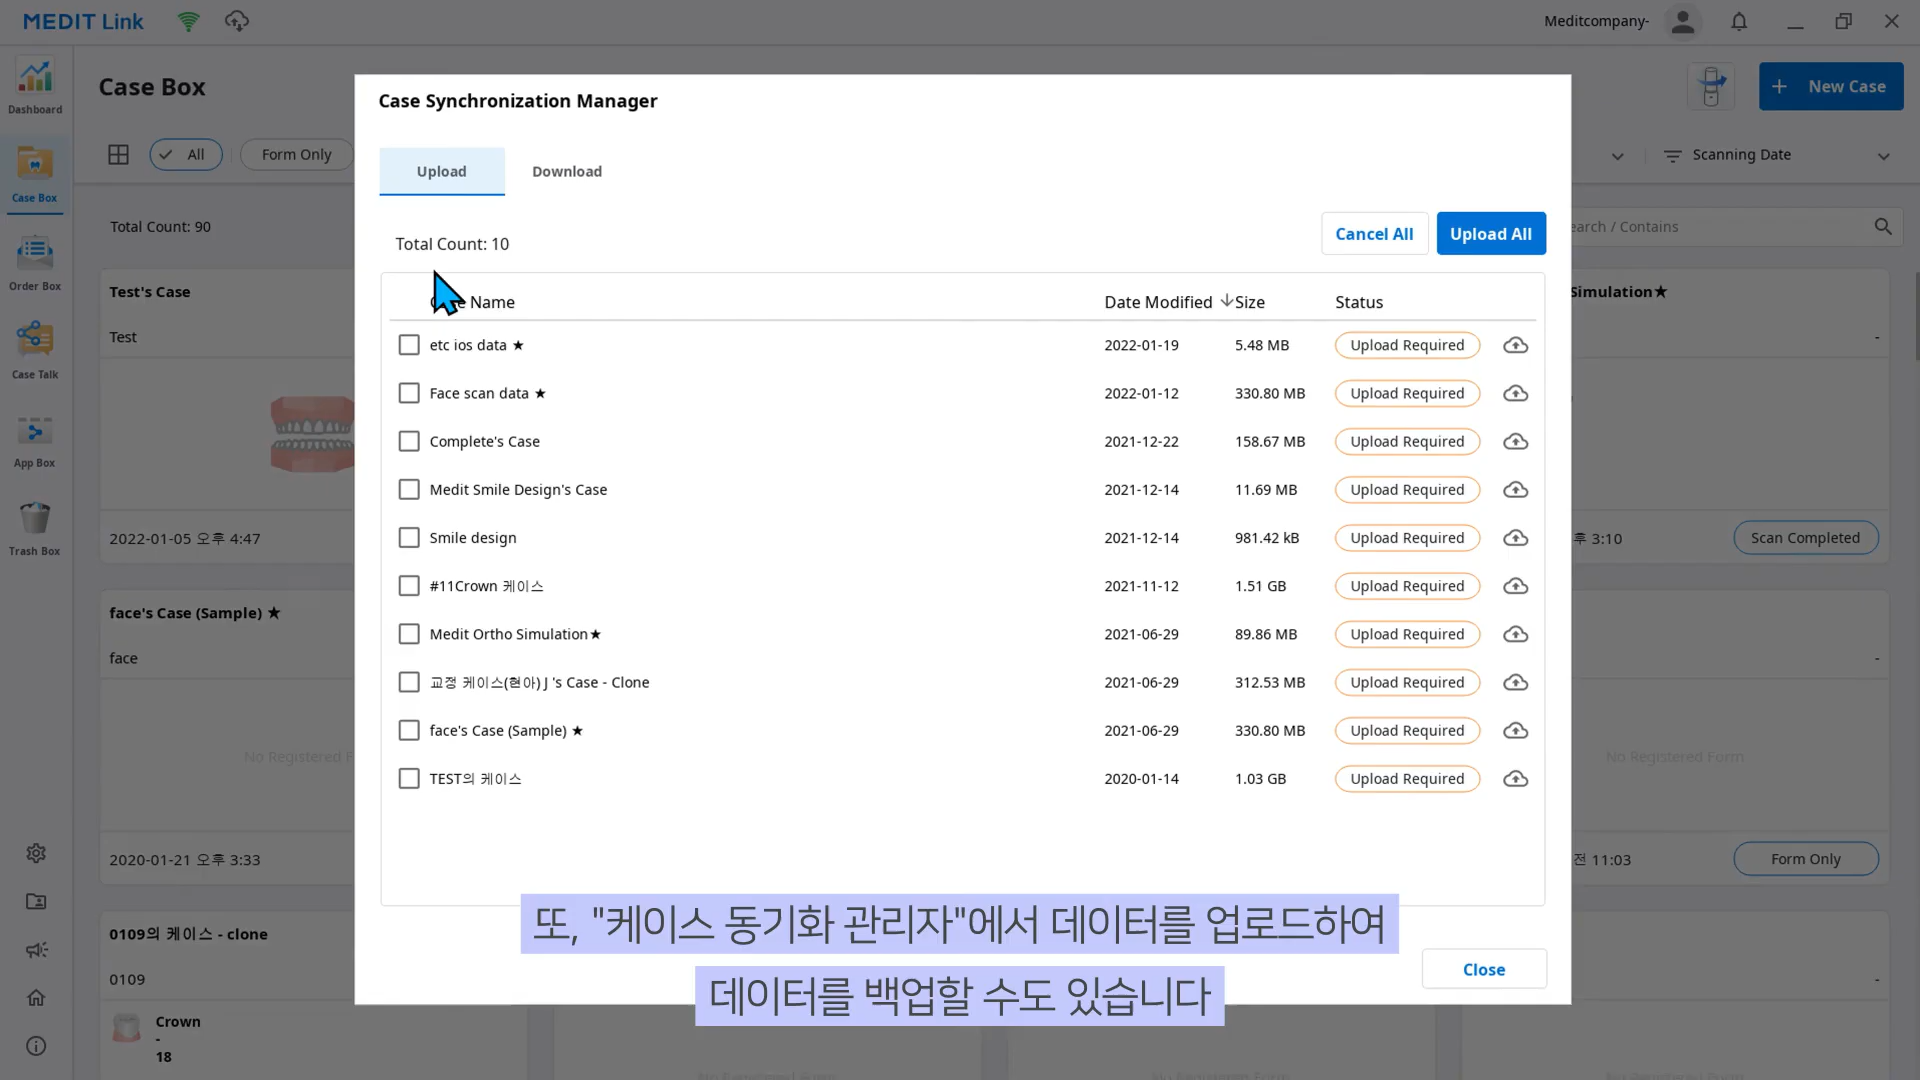 MEDIT Link
Meditcompany-
Dashboard
Case Box
Order Box
Case Talk
App Box
Trash Box
Case Box
New Case
All
Form Only
Scanning Date
Total Count: 90
earch / Contains
Test's Case
Test
2022-01-05 오후 4:47
face's Case (Sample) ★
face
No Registered F
2020-01-21 오후 3:33
0109의 케이스 - clone
0109
Crown
-
18
Simulation★
-
후 3:10
Scan Completed
-
No Registered Form
전 11:03
Form Only
-
Case Synchronization Manager
Upload
Download
Total Count: 10
Cancel All
Upload All
Name Date Modified Size Status
etc ios data ★ 2022-01-19 5.48 MB Upload Required
Face scan data ★ 2022-01-12 330.80 MB Upload Required
Complete's Case 2021-12-22 158.67 MB Upload Required
Medit Smile Design's Case 2021-12-14 11.69 MB Upload Required
Smile design 2021-12-14 981.42 kB Upload Required
#11Crown 케이스 2021-11-12 1.51 GB Upload Required
Medit Ortho Simulation★ 2021-06-29 89.86 MB Upload Required
교정 케이스(현아) J 's Case - Clone 2021-06-29 312.53 MB Upload Required
face's Case (Sample) ★ 2021-06-29 330.80 MB Upload Required
TEST의 케이스 2020-01-14 1.03 GB Upload Required
또, "케이스 동기화 관리자"에서 데이터를 업로드하여
데이터를 백업할 수도 있습니다
Close